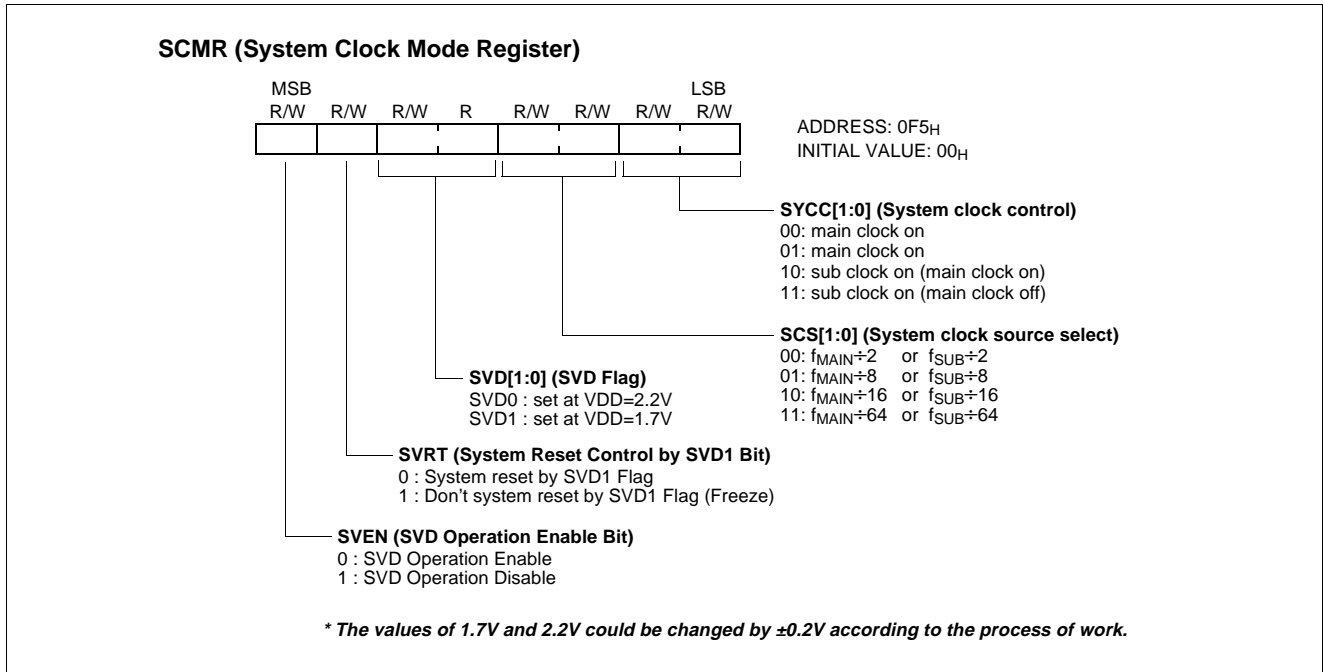 SCMR (System Clock Mode Register)
MSB LSB
R/W R/W R/W R R/W R/W R/W R/W
ADDRESS: 0F5H
INITIAL VALUE: 00H
SYCC[1:0] (System clock control)
00: main clock on
01: main clock on
10: sub clock on (main clock on)
11: sub clock on (main clock off)
SCS[1:0] (System clock source select)
00: fMAIN÷2 or fSUB÷2
01: fMAIN÷8 or fSUB÷8
10: fMAIN÷16 or fSUB÷16
11: fMAIN÷64 or fSUB÷64
SVD[1:0] (SVD Flag)
SVD0 : set at VDD=2.2V
SVD1 : set at VDD=1.7V
SVRT (System Reset Control by SVD1 Bit)
0 : System reset by SVD1 Flag
1 : Don't system reset by SVD1 Flag (Freeze)
SVEN (SVD Operation Enable Bit)
0 : SVD Operation Enable
1 : SVD Operation Disable
* The values of 1.7V and 2.2V could be changed by ±0.2V according to the process of work.